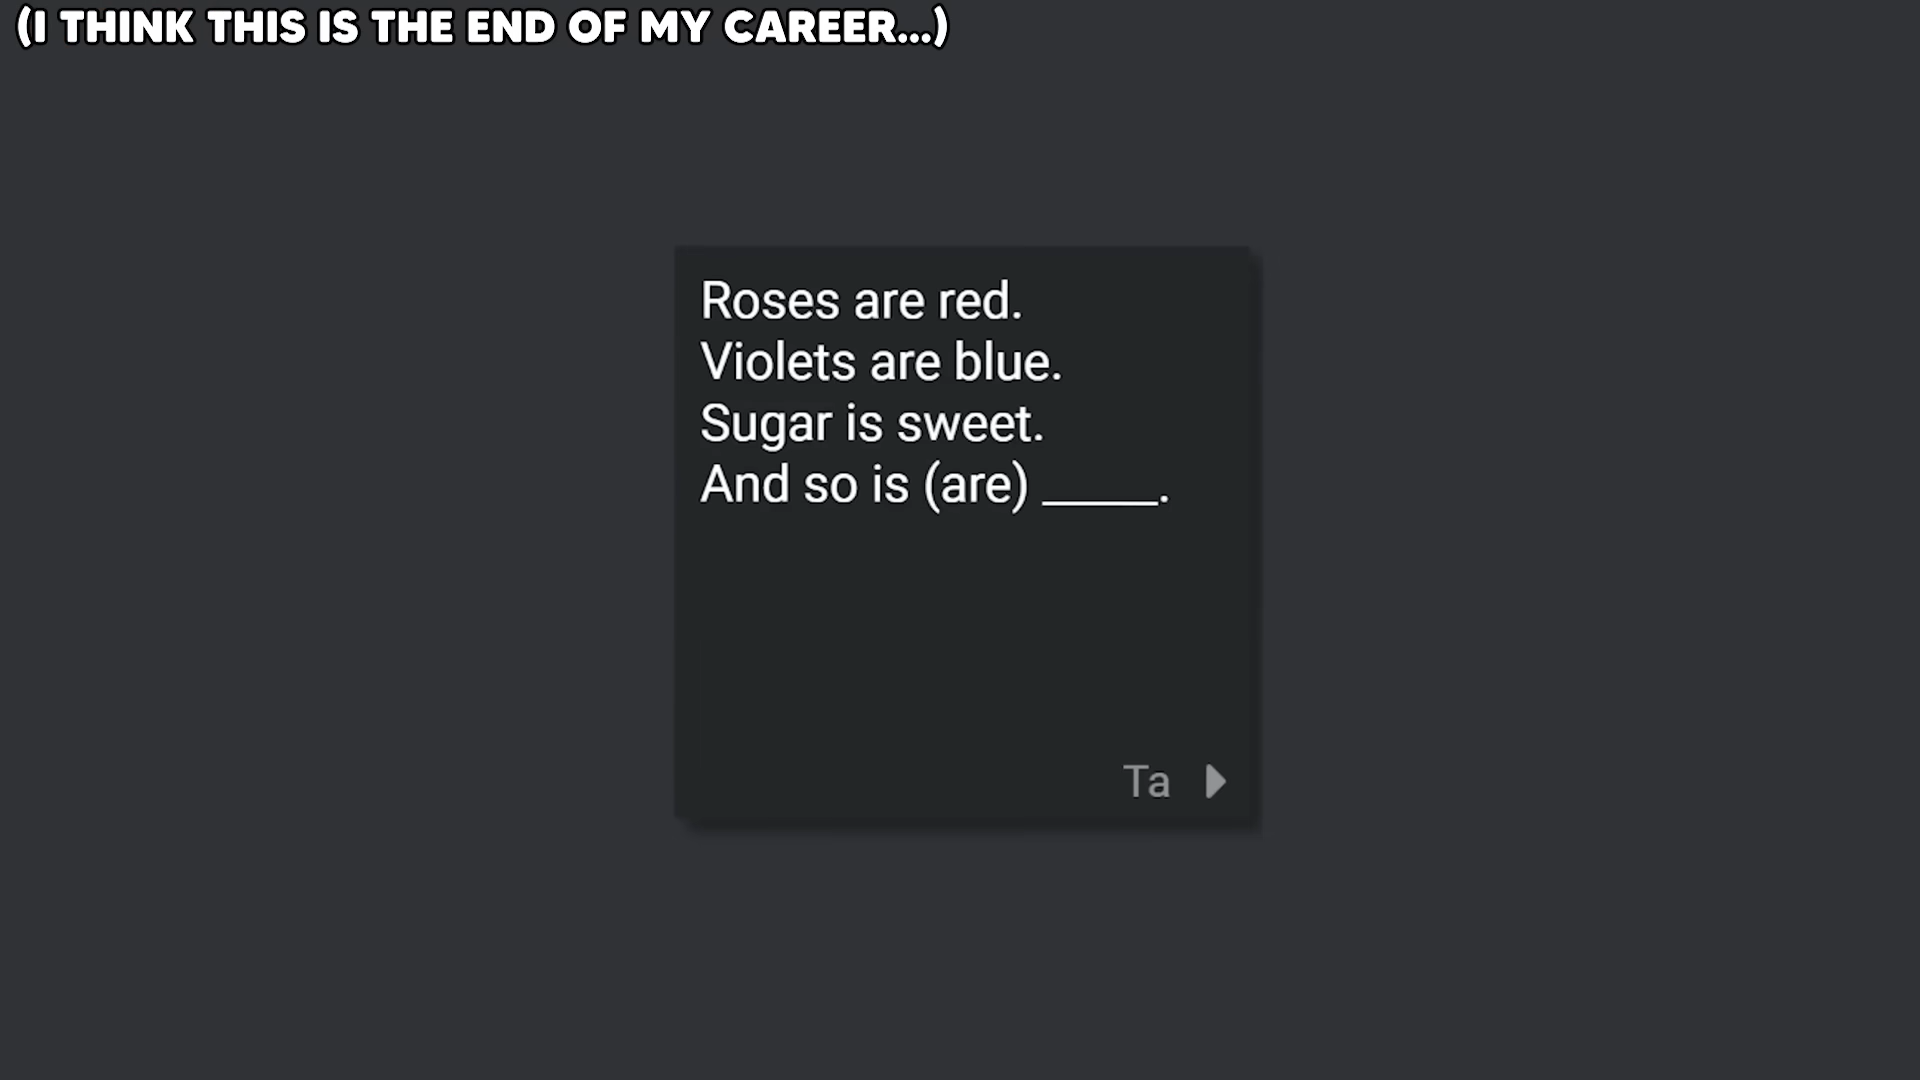 (I THINK THIS IS THE END OF MY CAREER...)
Roses are red.
Violets are blue.
Sugar is sweet.
And so is (are) _____.
Ta